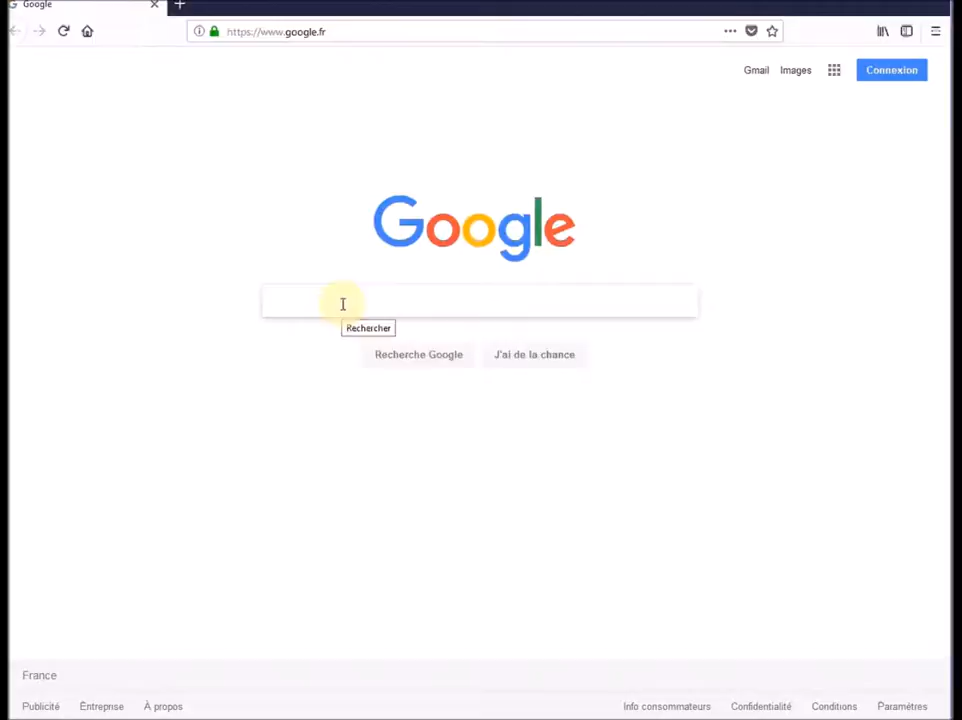 Google
https://www.google.fr
Gmail Images Connexion
Google
Rechercher
Recherche Google J'ai de la chance
France
Publicité Entreprise À propos Info consommateurs Confidentialité Conditions Paramètres